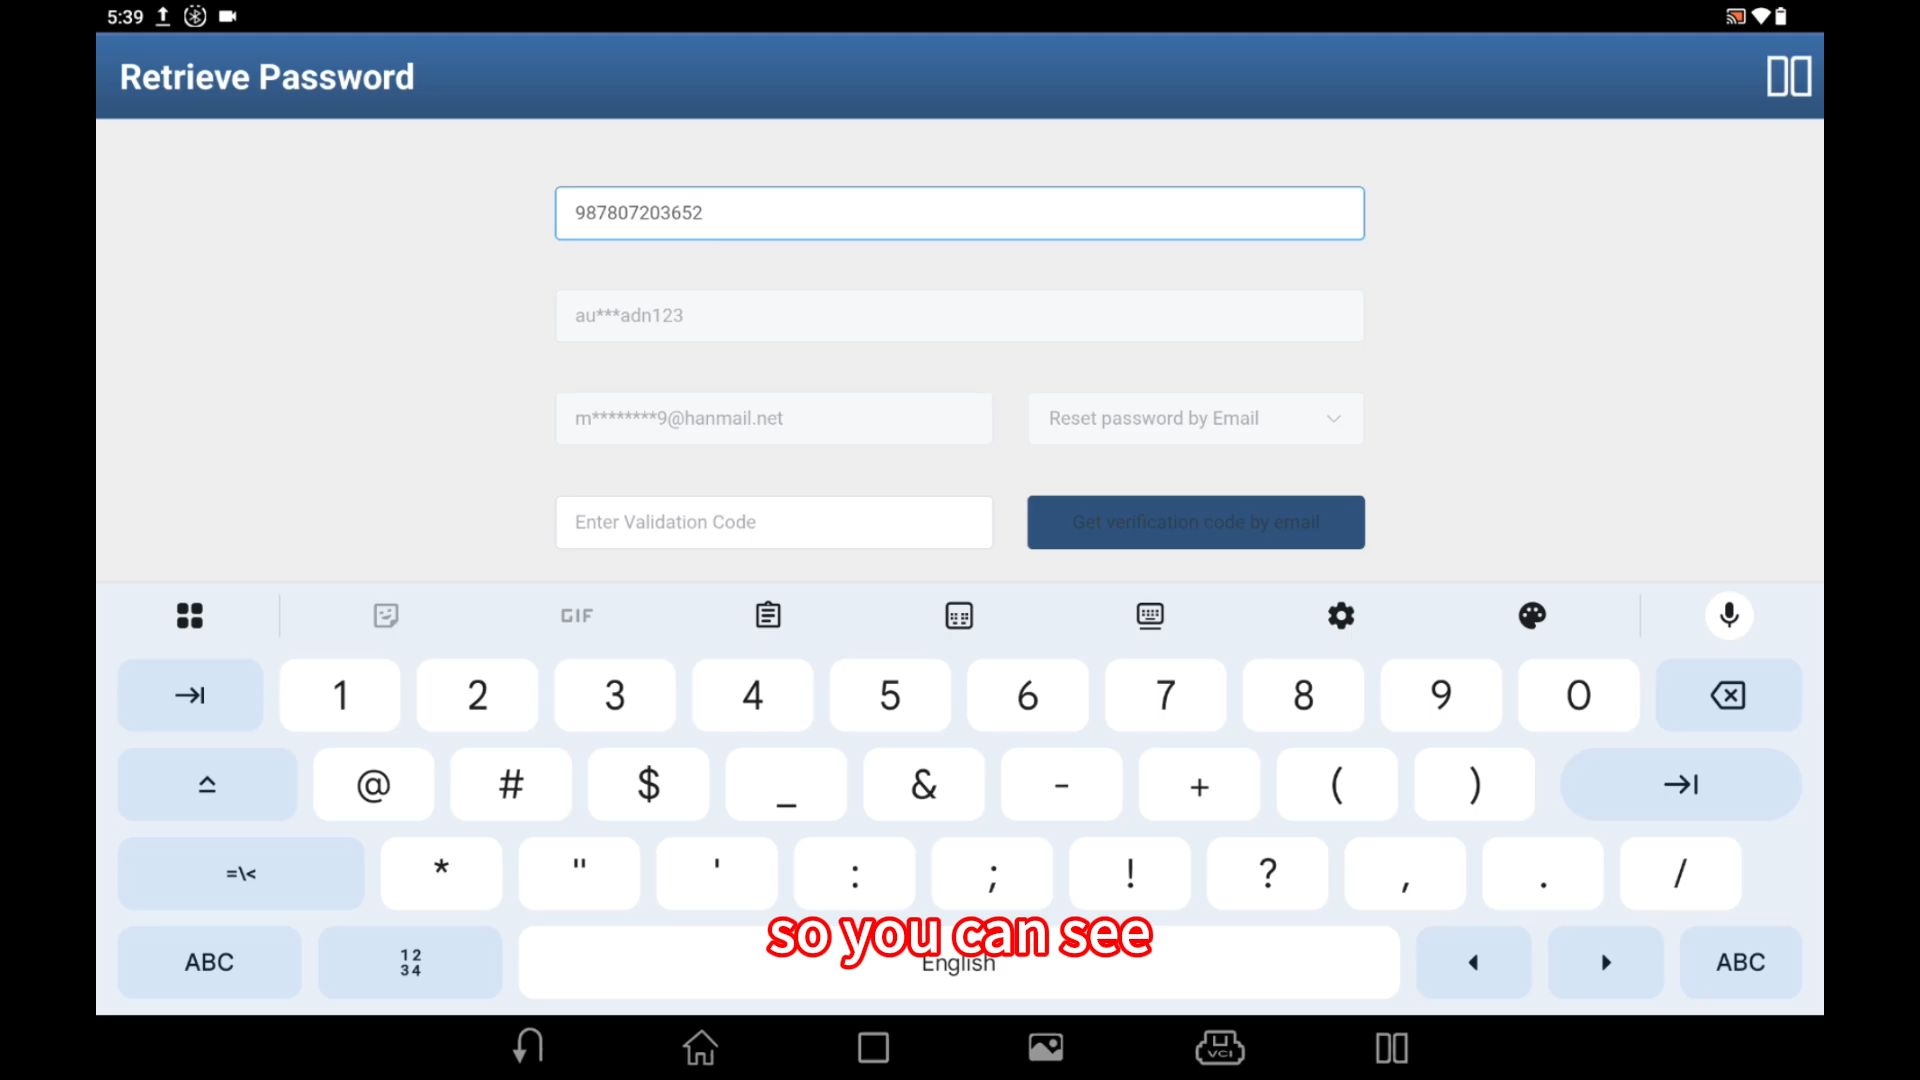 5:39
Retrieve Password
987807203652
au***adn123
m********9@hanmail.net
Reset password by Email
Enter Validation Code
Get verification code by email
GIF
1 2 3 4 5 6 7 8 9 0
@ # $ _ & - + ( )
=\< * " ' : ; ! ? , . /
so you can see
ABC 12 34 English ABC
VCI